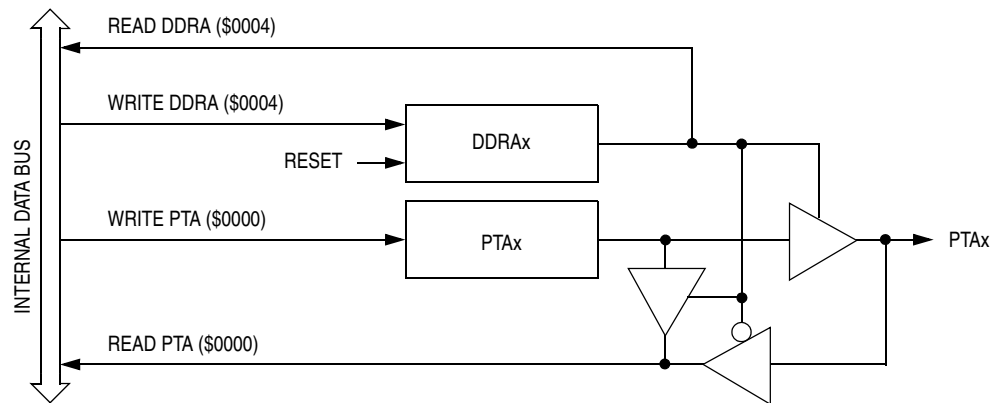 READ DDRA ($0004)
WRITE DDRA ($0004)
DDRAx
RESET
INTERNAL DATA BUS
WRITE PTA ($0000)
PTAx
PTAx
READ PTA ($0000)